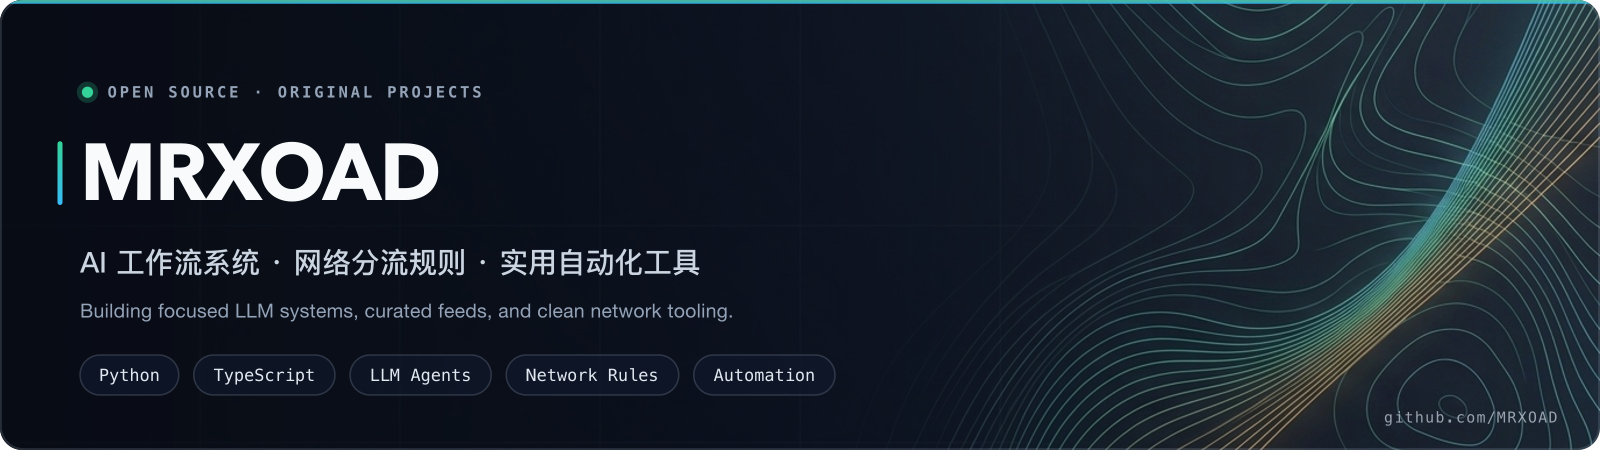 OPEN SOURCE · ORIGINAL PROJECTS
MRXOAD
AI 工作流系统 · 网络分流规则 · 实用自动化工具
Building focused LLM systems, curated feeds, and clean network tooling.
Python TypeScript LLM Agents Network Rules Automation
github.com/MRXOAD